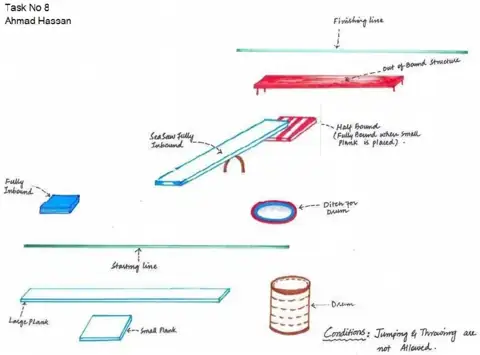 Task No 8
Ahmad Hassan
Finishing line
Out of Bound Structure
SeaSaw Fully
Inbound
Half Bound
(Fully Bound when Small
Plank is placed).
Fully
Inbound
Ditch for
Drum
Starting line
Large Plank
Small Plank
Drum
Conditions: Jumping & Throwing are
not Allowed.